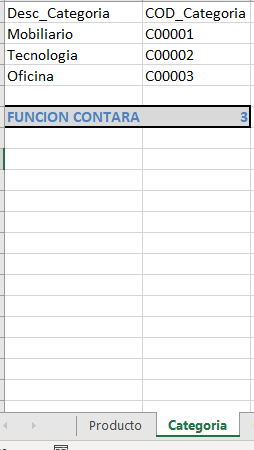 Desc_Categoria COD_Categoria
Mobiliario C00001
Tecnologia C00002
Oficina C00003
FUNCION CONTARA 3
Producto Categoria